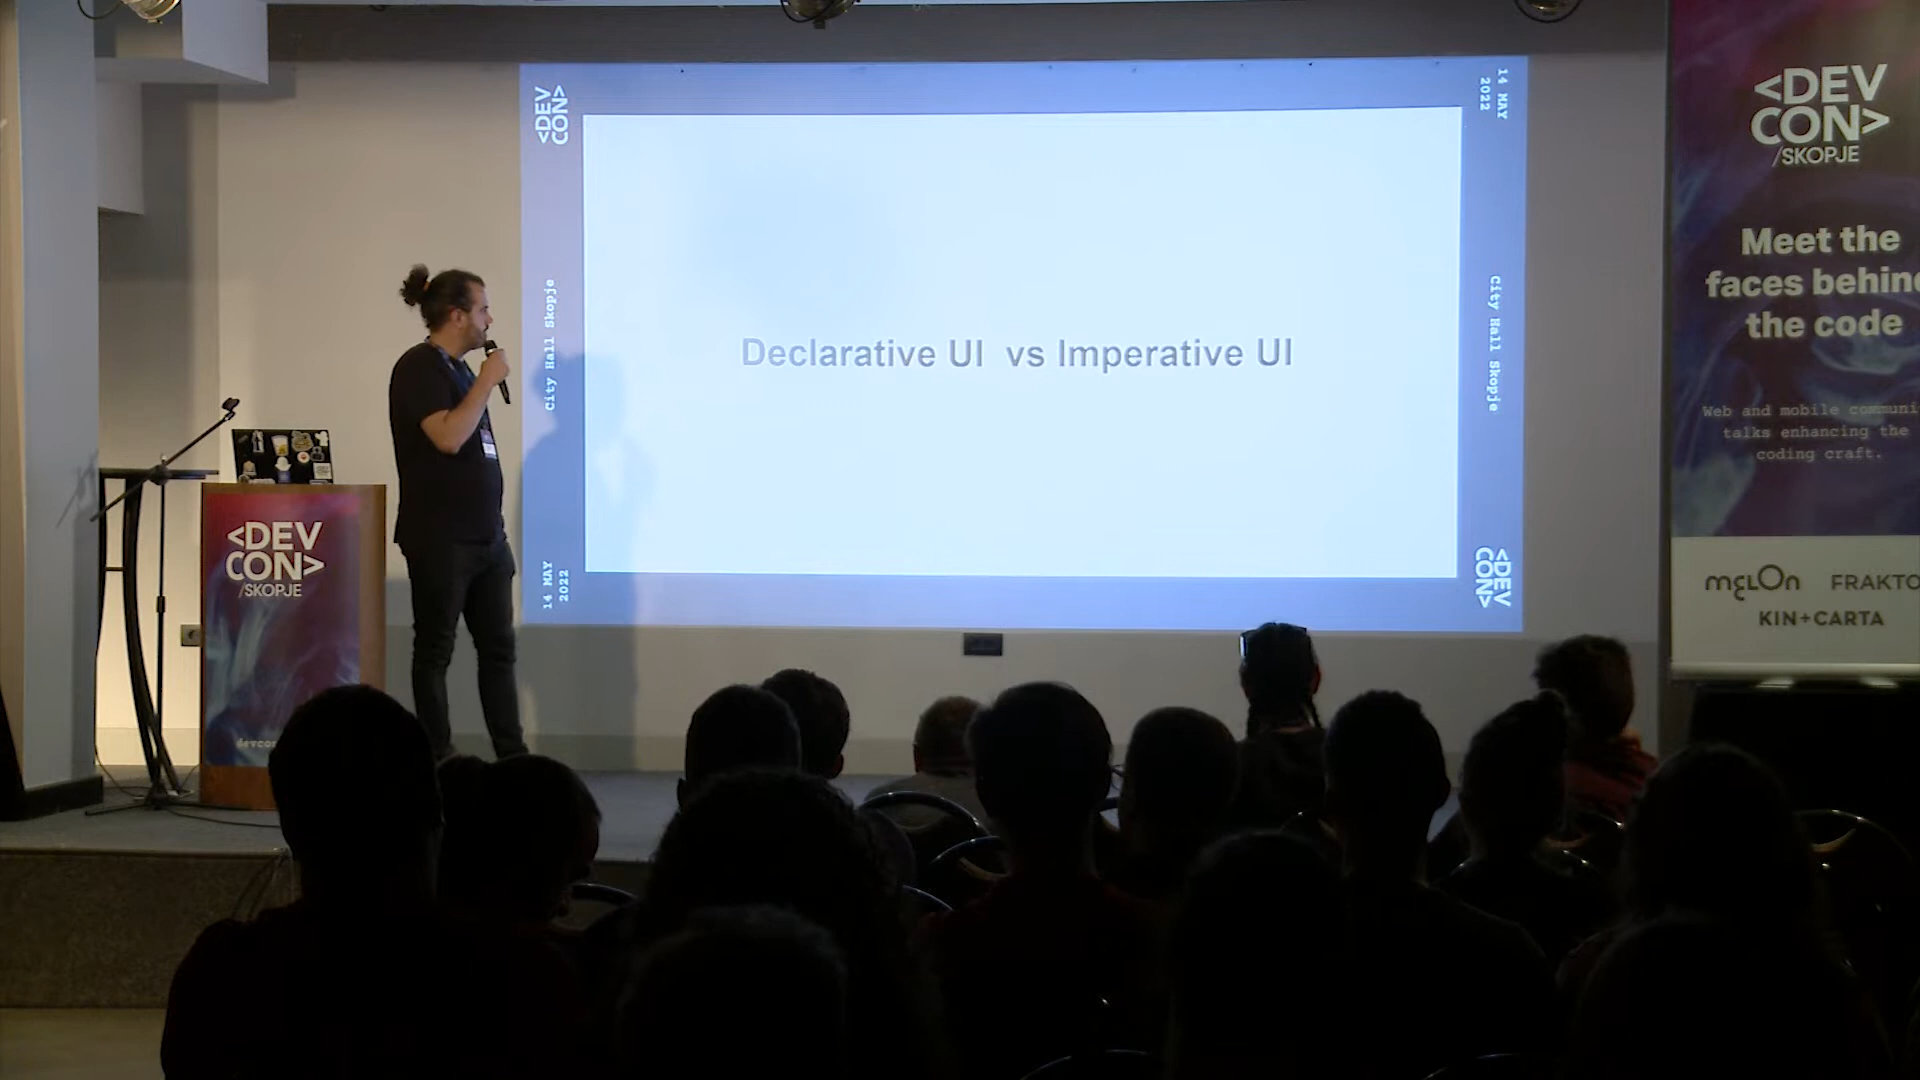 <DEV
CON>
14 MAY
2022
City Hall Skopje
Declarative UI vs Imperative UI
City Hall Skopje
14 MAY
2022
<DEV
CON>
<DEV
CON>
/SKOPJE
devcon
<DEV
CON>
/SKOPJE
Meet the
faces behind
the code
Web and mobile communi
talks enhancing the
coding craft.
melon FRAKTO
KIN+CARTA